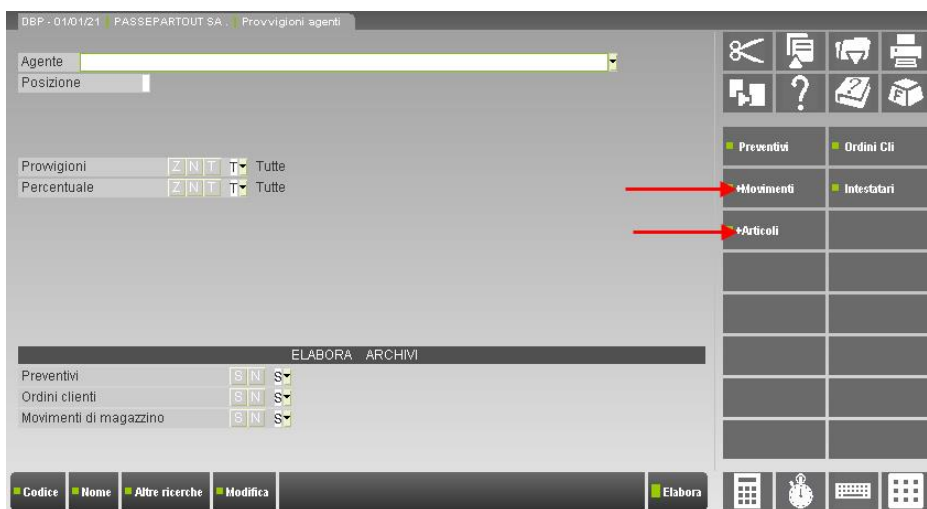 DBP - 01/01/21 PASSEPARTOUT SA . Provvigioni agenti
Agente
Posizione
Provvigioni Z N T T Tutte
Percentuale Z N T T Tutte
ELABORA ARCHIVI
Preventivi S N S
Ordini clienti S N S
Movimenti di magazzino S N S
Codice Nome Altre ricerche Modifica Elabora
?
?
F
Preventivi Ordini Cli
+Movimenti Intestatari
+Articoli